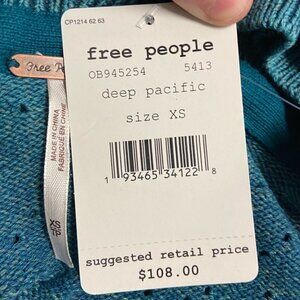 CP1214 62 63
free people
OB945254 5413
deep pacific
size XS
1 93465 34122 8
suggested retail price
$108.00
Free
MADE IN CHINA
FABRIQUÉ EN CHINE
XS